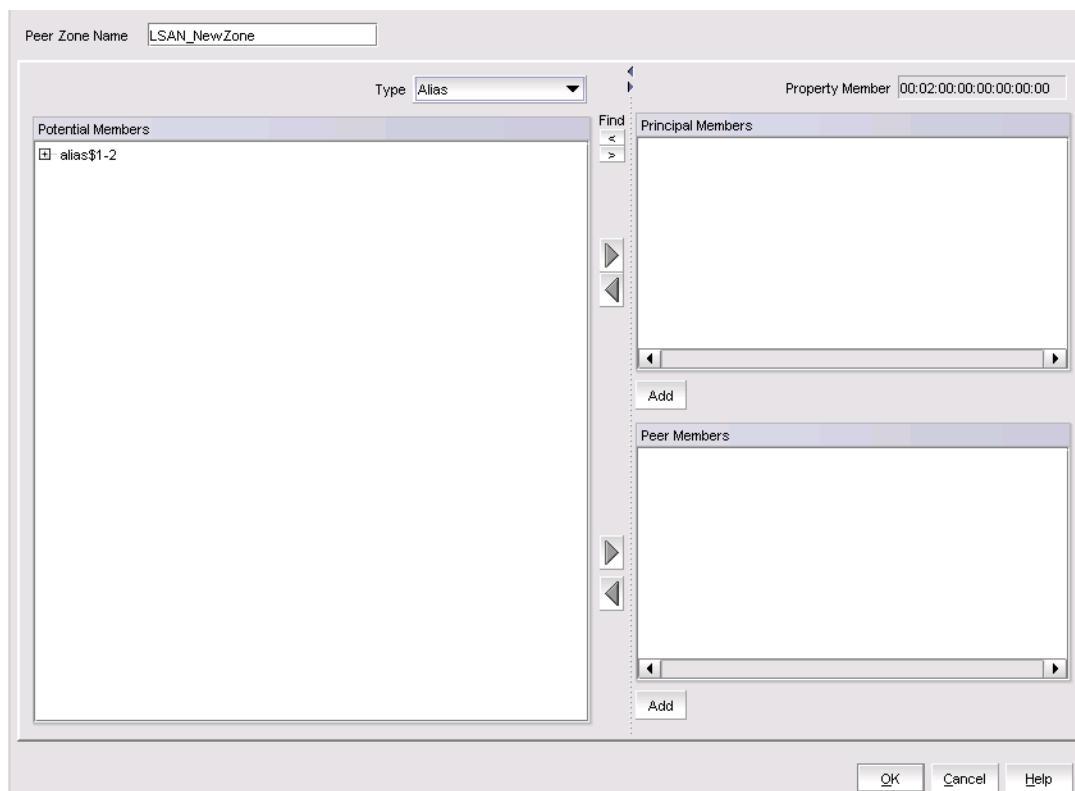 Peer Zone Name LSAN_NewZone
Type Alias
Property Member 00:02:00:00:00:00:00:00
Potential Members
alias$1-2
Find
<
>
Principal Members
Add
Peer Members
Add
OK Cancel Help